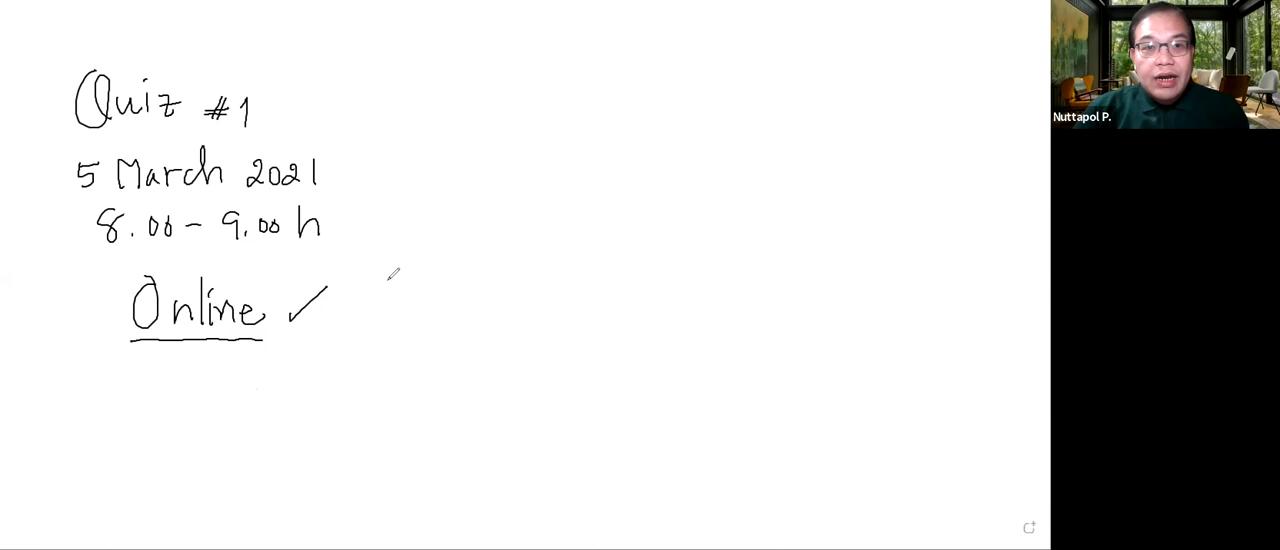 Quiz #1
5 March 2021
8.00 - 9.00 h
Online ✓
Nuttapol P.